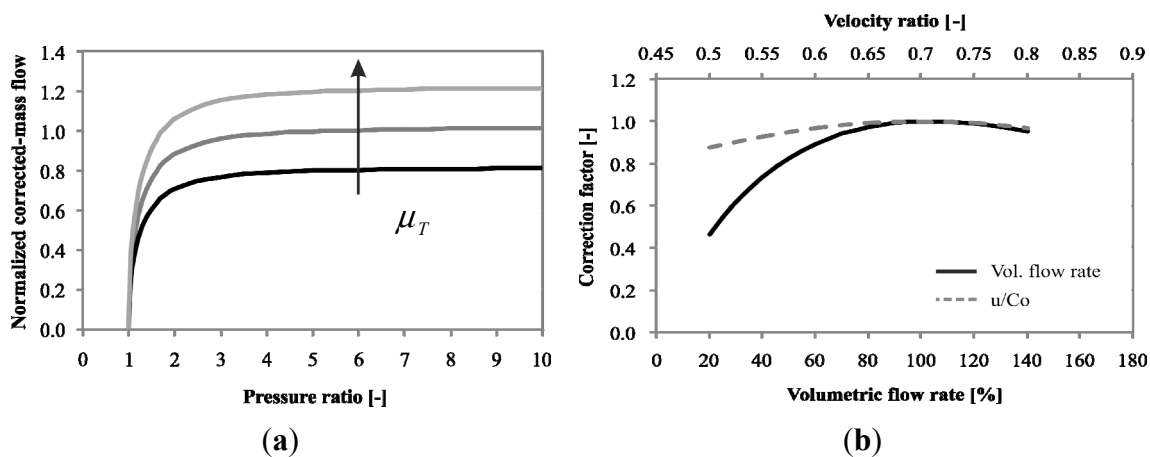 Normalized corrected-mass flow
1.4
1.2
1.0
0.8
0.6
0.4
0.2
0.0
μT
0 1 2 3 4 5 6 7 8 9 10
Pressure ratio [-]
(a)
Velocity ratio [-]
0.45 0.5 0.55 0.6 0.65 0.7 0.75 0.8 0.85 0.9
Correction factor [-]
1.2
1.0
0.8
0.6
0.4
0.2
0.0
Vol. flow rate
u/Co
0 20 40 60 80 100 120 140 160 180
Volumetric flow rate [%]
(b)